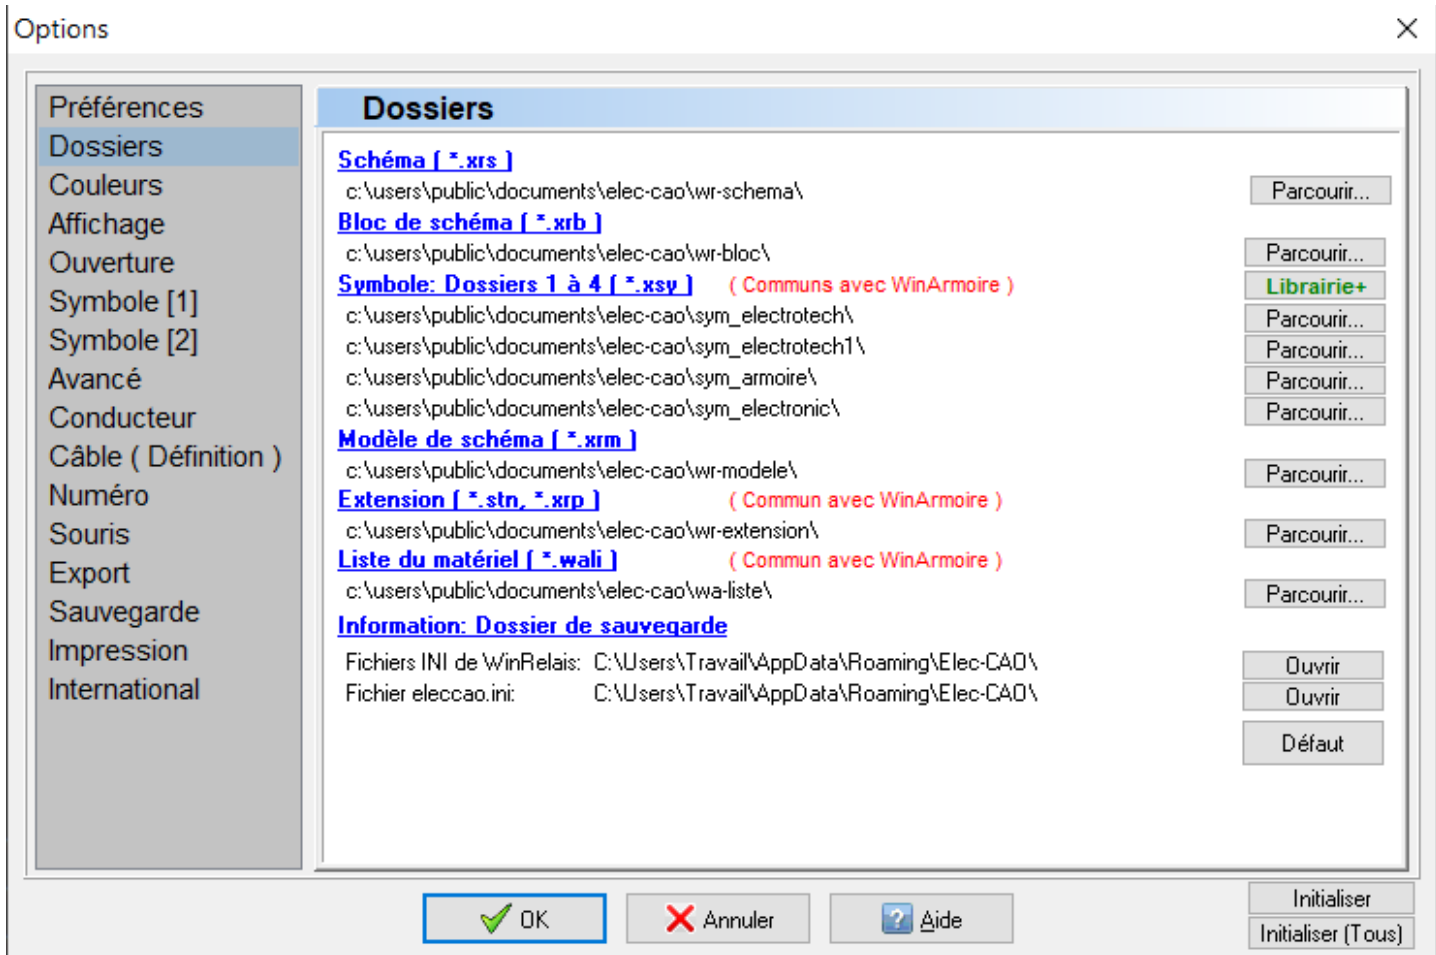 Options
Préférences
Dossiers
Couleurs
Affichage
Ouverture
Symbole [1]
Symbole [2]
Avancé
Conducteur
Câble ( Définition )
Numéro
Souris
Export
Sauvegarde
Impression
International
Dossiers
Schéma ( *.xrs )
c:\users\public\documents\elec-cao\wr-schema\ Parcourir...
Bloc de schéma ( *.xrb )
c:\users\public\documents\elec-cao\wr-bloc\ Parcourir...
Symbole: Dossiers 1 à 4 ( *.xsy ) ( Communs avec WinArmoire ) Librairie+
c:\users\public\documents\elec-cao\sym_electrotech\ Parcourir...
c:\users\public\documents\elec-cao\sym_electrotech1\ Parcourir...
c:\users\public\documents\elec-cao\sym_armoire\ Parcourir...
c:\users\public\documents\elec-cao\sym_electronic\ Parcourir...
Modèle de schéma ( *.xrm )
c:\users\public\documents\elec-cao\wr-modele\ Parcourir...
Extension ( *.stn, *.xrp ) ( Commun avec WinArmoire )
c:\users\public\documents\elec-cao\wr-extension\ Parcourir...
Liste du matériel ( *.wali ) ( Commun avec WinArmoire )
c:\users\public\documents\elec-cao\wa-liste\ Parcourir...
Information: Dossier de sauvegarde
Fichiers INI de WinRelais: C:\Users\Travail\AppData\Roaming\Elec-CAO\ Ouvrir
Fichier eleccao.ini: C:\Users\Travail\AppData\Roaming\Elec-CAO\ Ouvrir
Défaut
OK Annuler Aide
Initialiser
Initialiser (Tous)